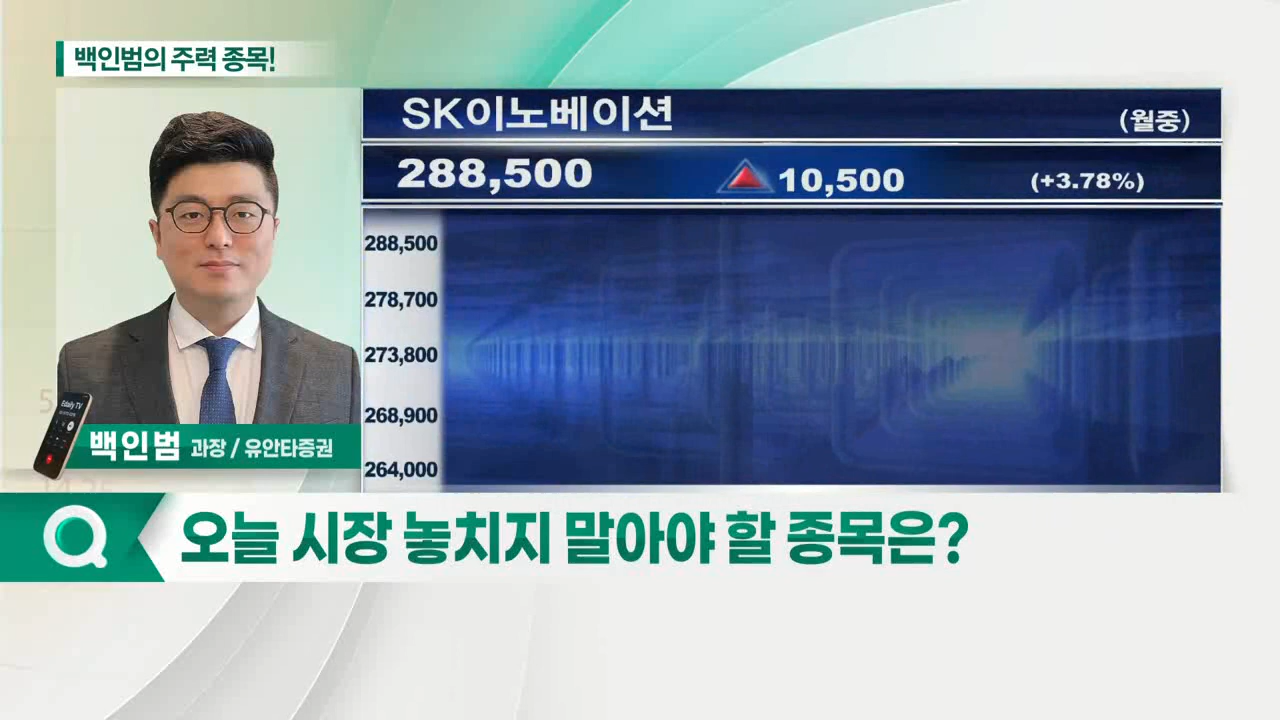 백인범의 주력 종목!
SK이노베이션
(월중)
288,500
10,500
(+3.78%)
288,500
278,700
273,800
268,900
264,000
Edaily TV
백인범 과장 / 유안타증권
오늘 시장 놓치지 말아야 할 종목은?